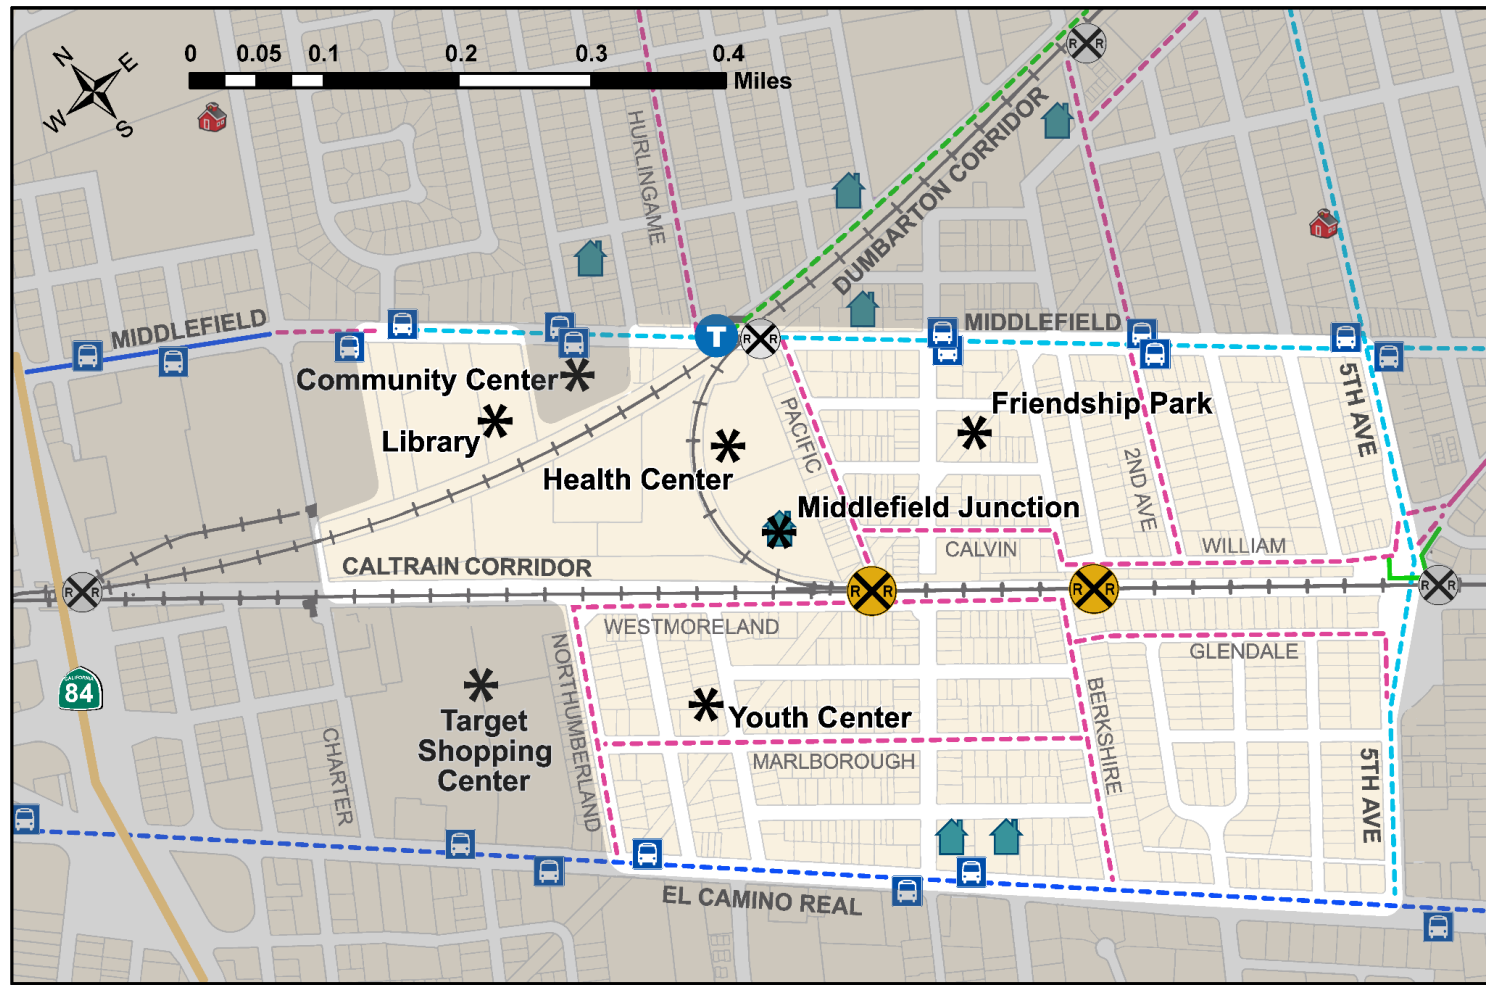 N
E
W
S
0 0.05 0.1 0.2 0.3 0.4
Miles
HURLINGAME
DUMBARTON CORRIDOR
R R
MIDDLEFIELD
T
R R
MIDDLEFIELD
Community Center
Library
Health Center
PACIFIC
Friendship Park
2ND AVE
5TH AVE
Middlefield Junction
CALVIN
WILLIAM
CALTRAIN CORRIDOR
R R
R R
R R
R R
WESTMORELAND
GLENDALE
CALIFORNIA
84
NORTHUMBERLAND
BERKSHIRE
Target
Shopping
Center
Youth Center
CHARTER
MARLBOROUGH
5TH AVE
EL CAMINO REAL